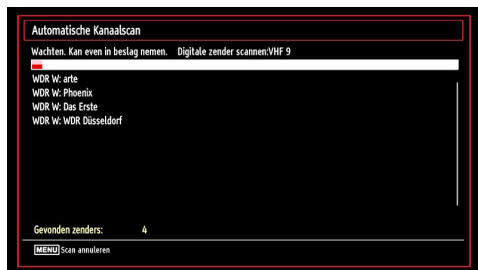 Automatische Kanaalscan
Wachten. Kan even in beslag nemen. Digitale zender scannen:VHF 9
WDR W: arte
WDR W: Phoenix
WDR W: Das Erste
WDR W: WDR Düsseldorf
Gevonden zenders: 4
MENU Scan annuleren